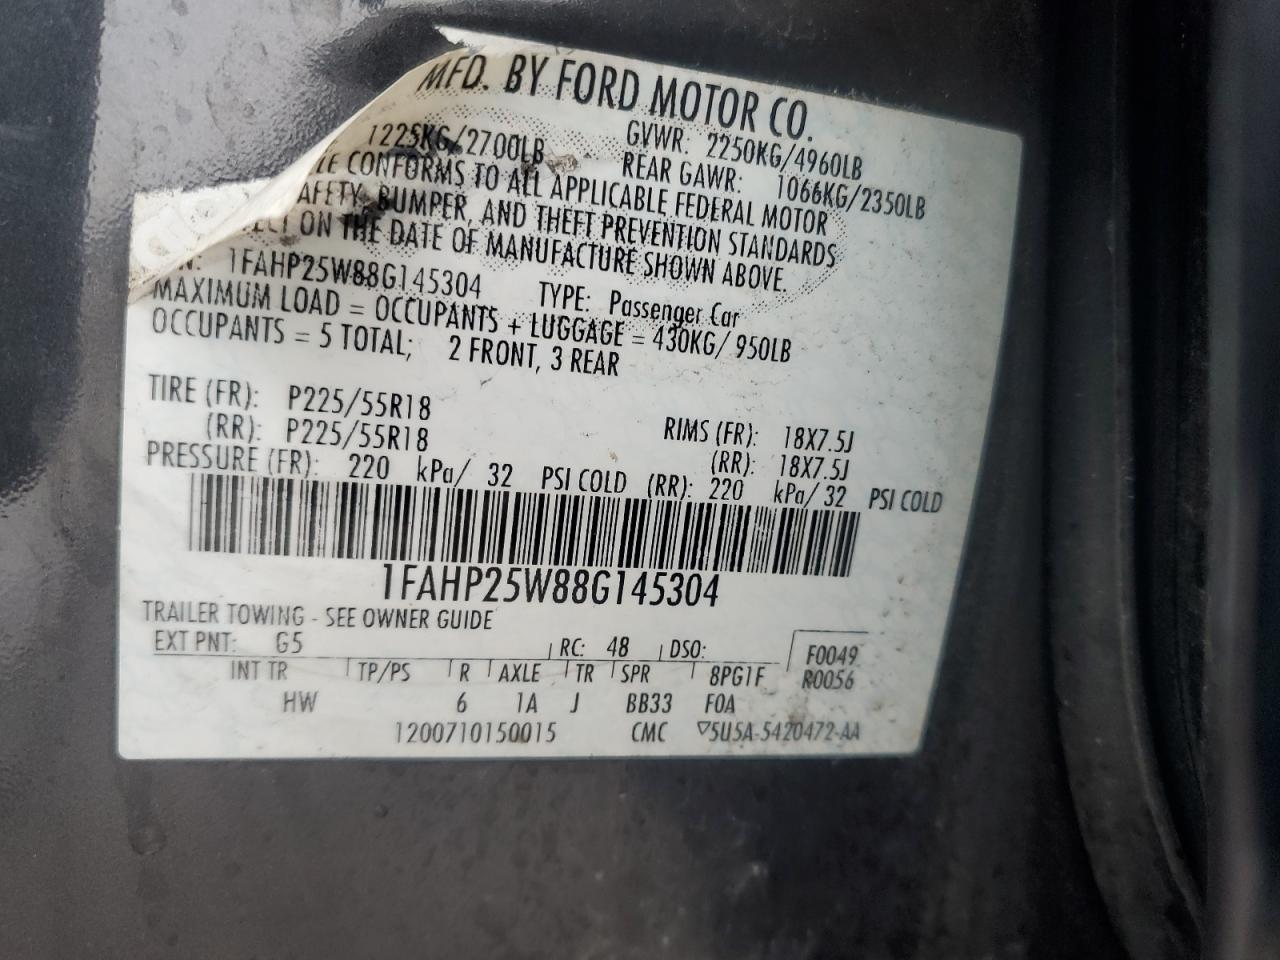 MFD. BY FORD MOTOR CO.
GVWR: 2250KG/4960LB
1225KG/2700LB REAR GAWR: 1066KG/2350LB
LE CONFORMS TO ALL APPLICABLE FEDERAL MOTOR
AFETY, BUMPER, AND THEFT PREVENTION STANDARDS
ECT ON THE DATE OF MANUFACTURE SHOWN ABOVE.
N: 1FAHP25W88G145304 TYPE: Passenger Car
MAXIMUM LOAD = OCCUPANTS + LUGGAGE = 430KG/ 950LB
OCCUPANTS = 5 TOTAL; 2 FRONT, 3 REAR
TIRE (FR): P225/55R18 RIMS (FR): 18X7.5J
(RR): P225/55R18 (RR): 18X7.5J
PRESSURE (FR): 220 kPa/ 32 PSI COLD (RR): 220 kPa/ 32 PSI COLD
1FAHP25W88G145304
TRAILER TOWING - SEE OWNER GUIDE
EXT PNT: G5 RC: 48 DSO: F0049
INT TR TP/PS R AXLE TR SPR 8PG1F R0056
HW 6 1A J BB33 F0A
1200710150015 CMC ▽5U5A-5420472-AA